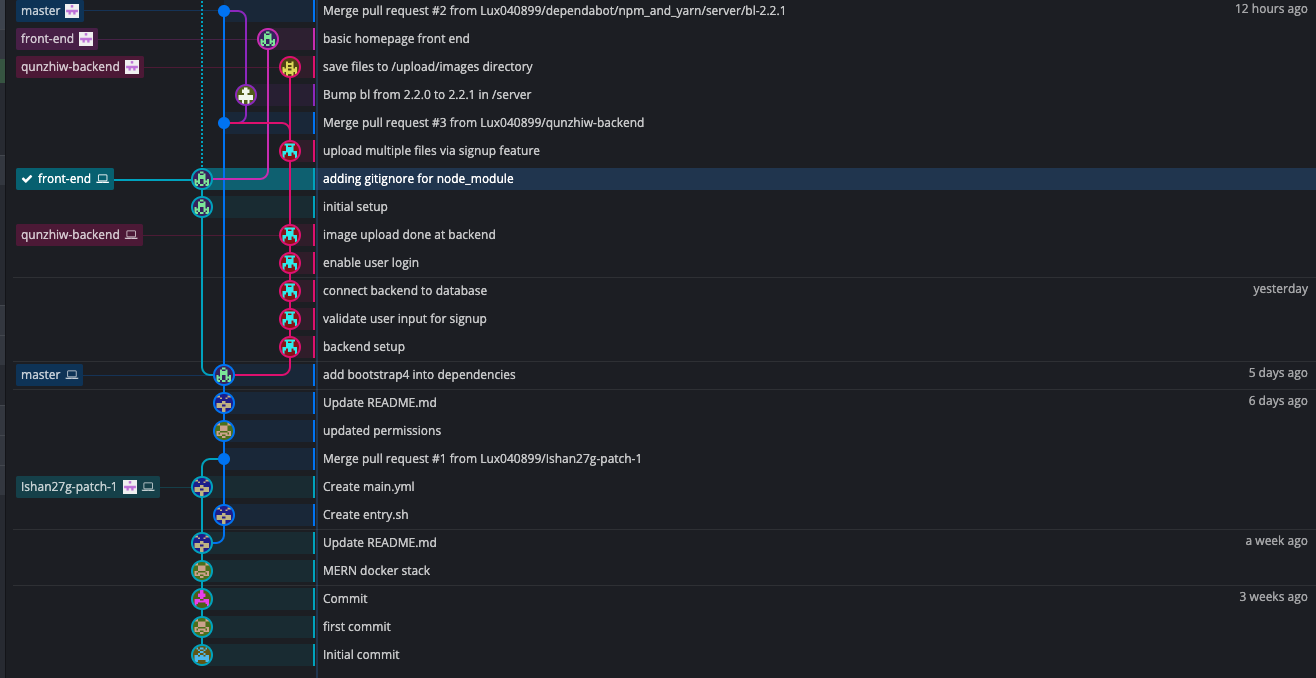 master Merge pull request #2 from Lux040899/dependabot/npm_and_yarn/server/bl-2.2.1 12 hours ago
front-end basic homepage front end
qunzhiw-backend save files to /upload/images directory
Bump bl from 2.2.0 to 2.2.1 in /server
Merge pull request #3 from Lux040899/qunzhiw-backend
upload multiple files via signup feature
front-end adding gitignore for node_module
initial setup
qunzhiw-backend image upload done at backend
enable user login
connect backend to database yesterday
validate user input for signup
backend setup
master add bootstrap4 into dependencies 5 days ago
Update README.md 6 days ago
updated permissions
Merge pull request #1 from Lux040899/Ishan27g-patch-1
Ishan27g-patch-1 Create main.yml
Create entry.sh
Update README.md a week ago
MERN docker stack
Commit 3 weeks ago
first commit
Initial commit